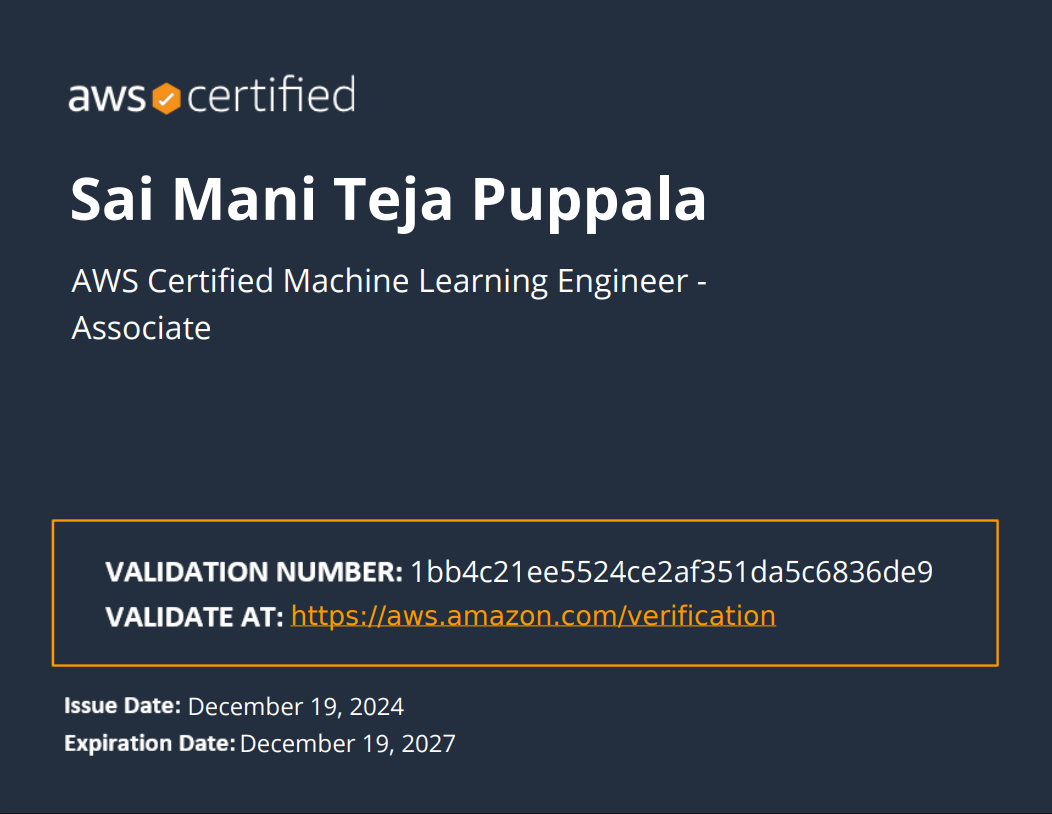 aws certified
Sai Mani Teja Puppala
AWS Certified Machine Learning Engineer -
Associate
VALIDATION NUMBER: 1bb4c21ee5524ce2af351da5c6836de9
VALIDATE AT: https://aws.amazon.com/verification
Issue Date: December 19, 2024
Expiration Date: December 19, 2027